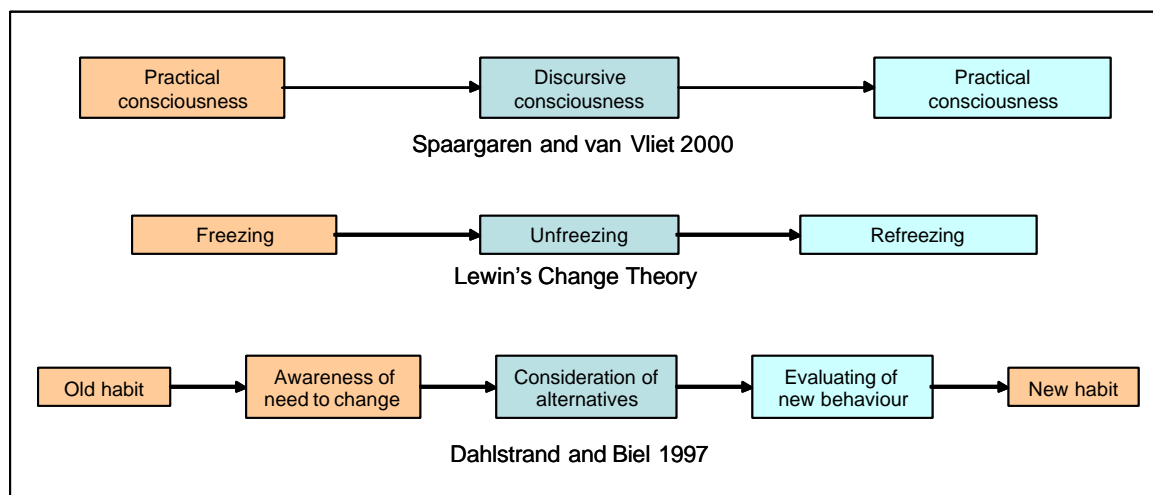 Practical
consciousness
Discursive
consciousness
Practical
consciousness
Spaargaren and van Vliet 2000
Freezing
Unfreezing
Refreezing
Lewin's Change Theory
Old habit
Awareness of
need to change
Consideration of
alternatives
Evaluating of
new behaviour
New habit
Dahlstrand and Biel 1997